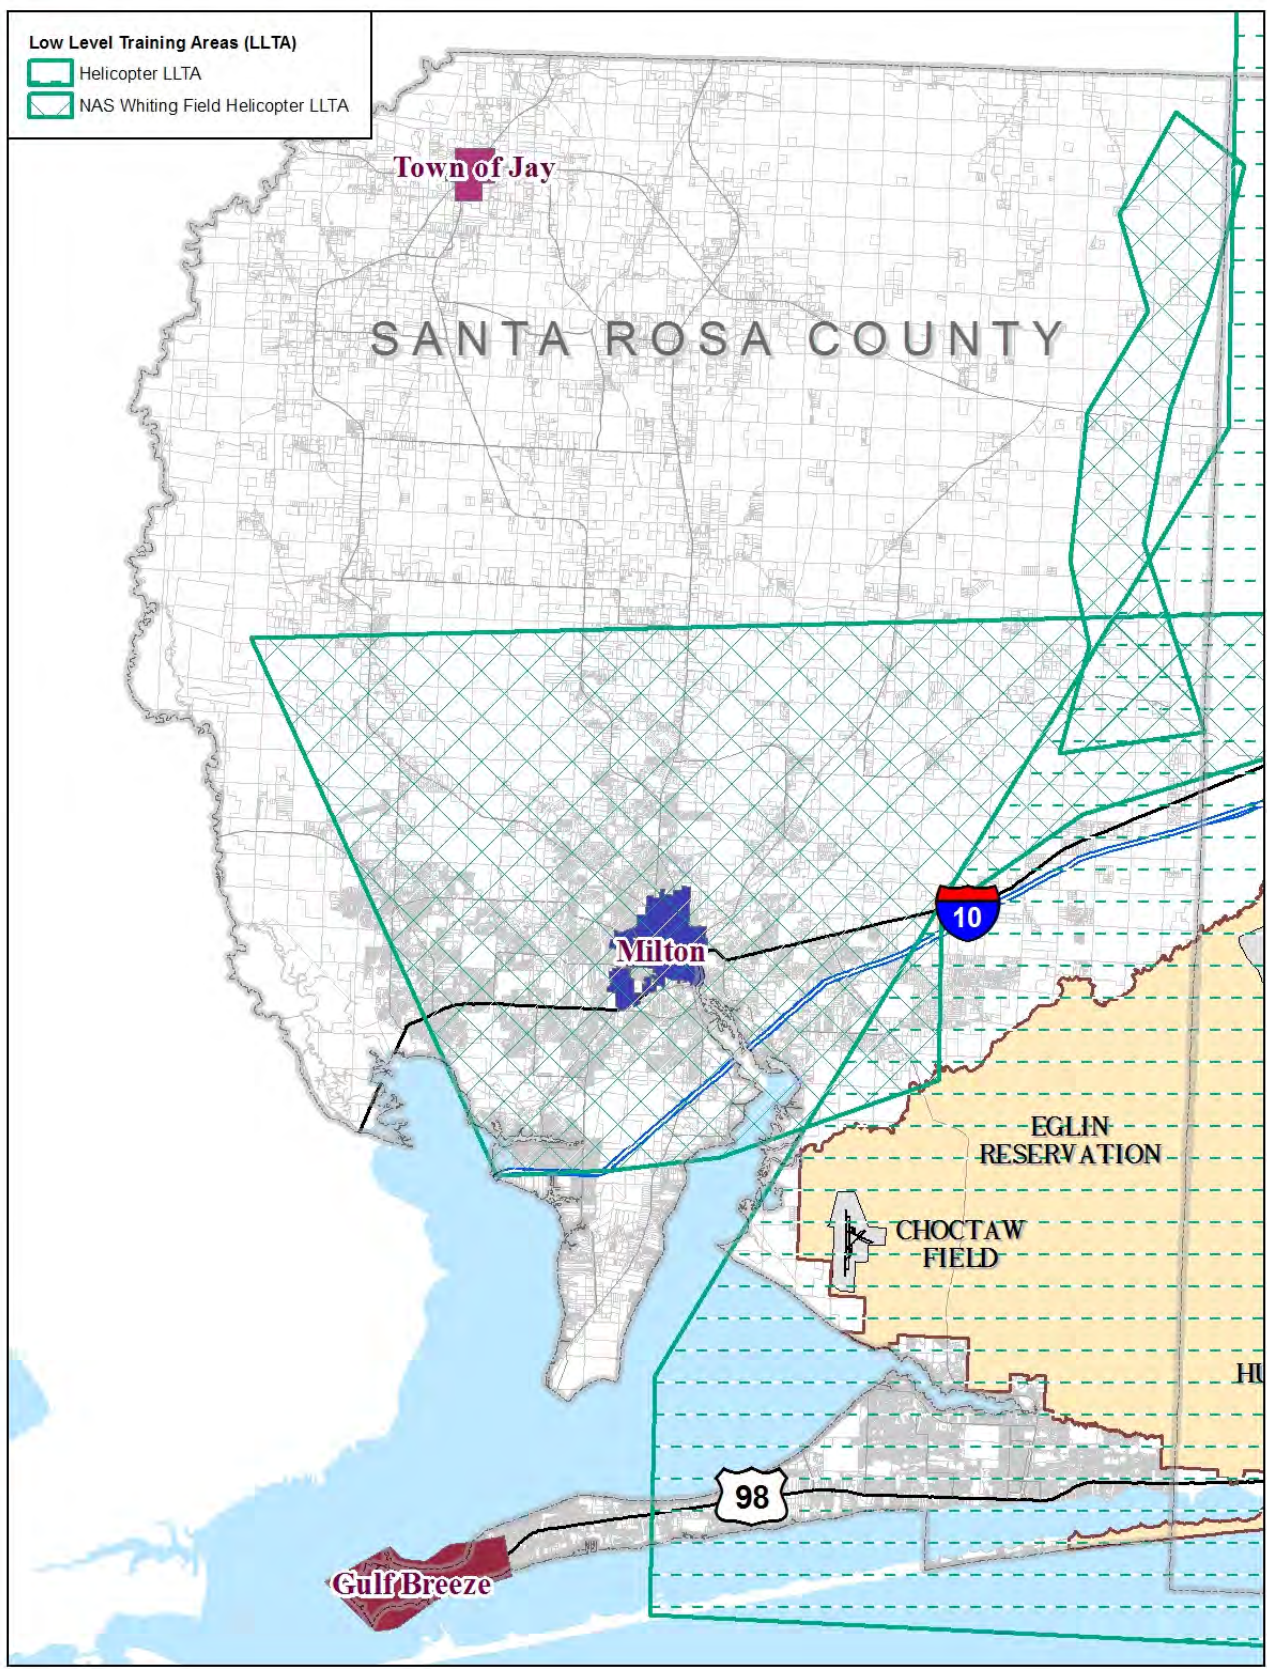 Low Level Training Areas (LLTA)
Helicopter LLTA
NAS Whiting Field Helicopter LLTA
Town of Jay
SANTA ROSA COUNTY
10
Milton
EGLIN
RESERVATION
CHOCTAW
FIELD
HU
98
Gulf Breeze